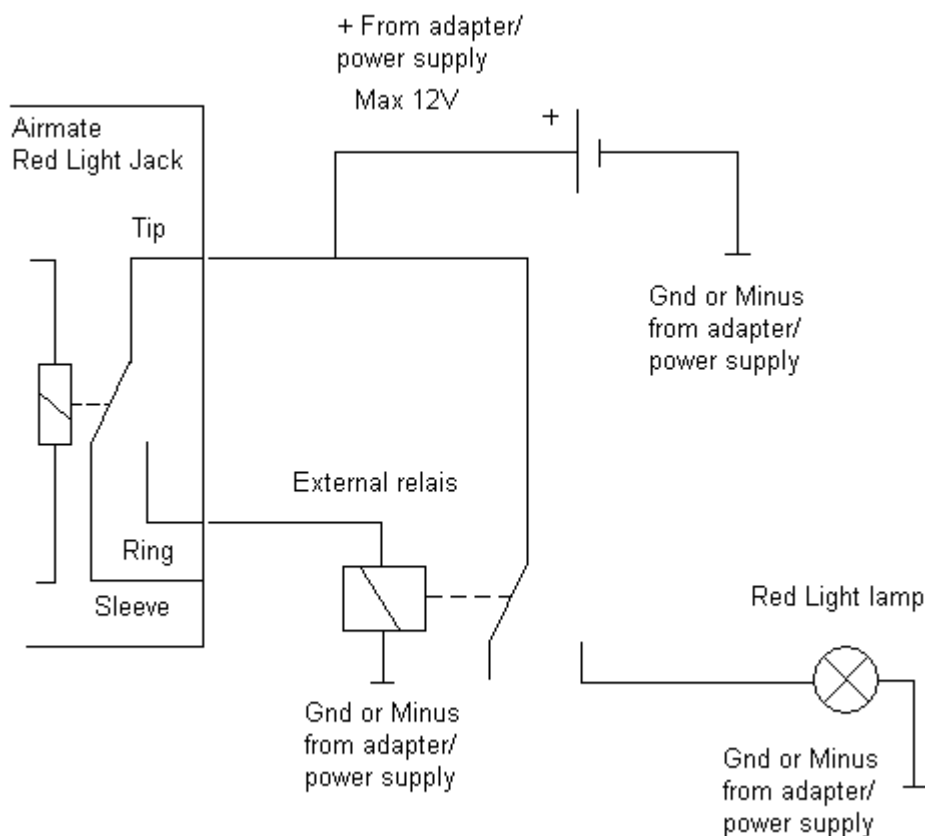 + From adapter/
power supply
Max 12V
+
Airmate
Red Light Jack
Tip
Gnd or Minus
from adapter/
power supply
External relais
Ring
Sleeve
Red Light lamp
Gnd or Minus
from adapter/
power supply
Gnd or Minus
from adapter/
power supply